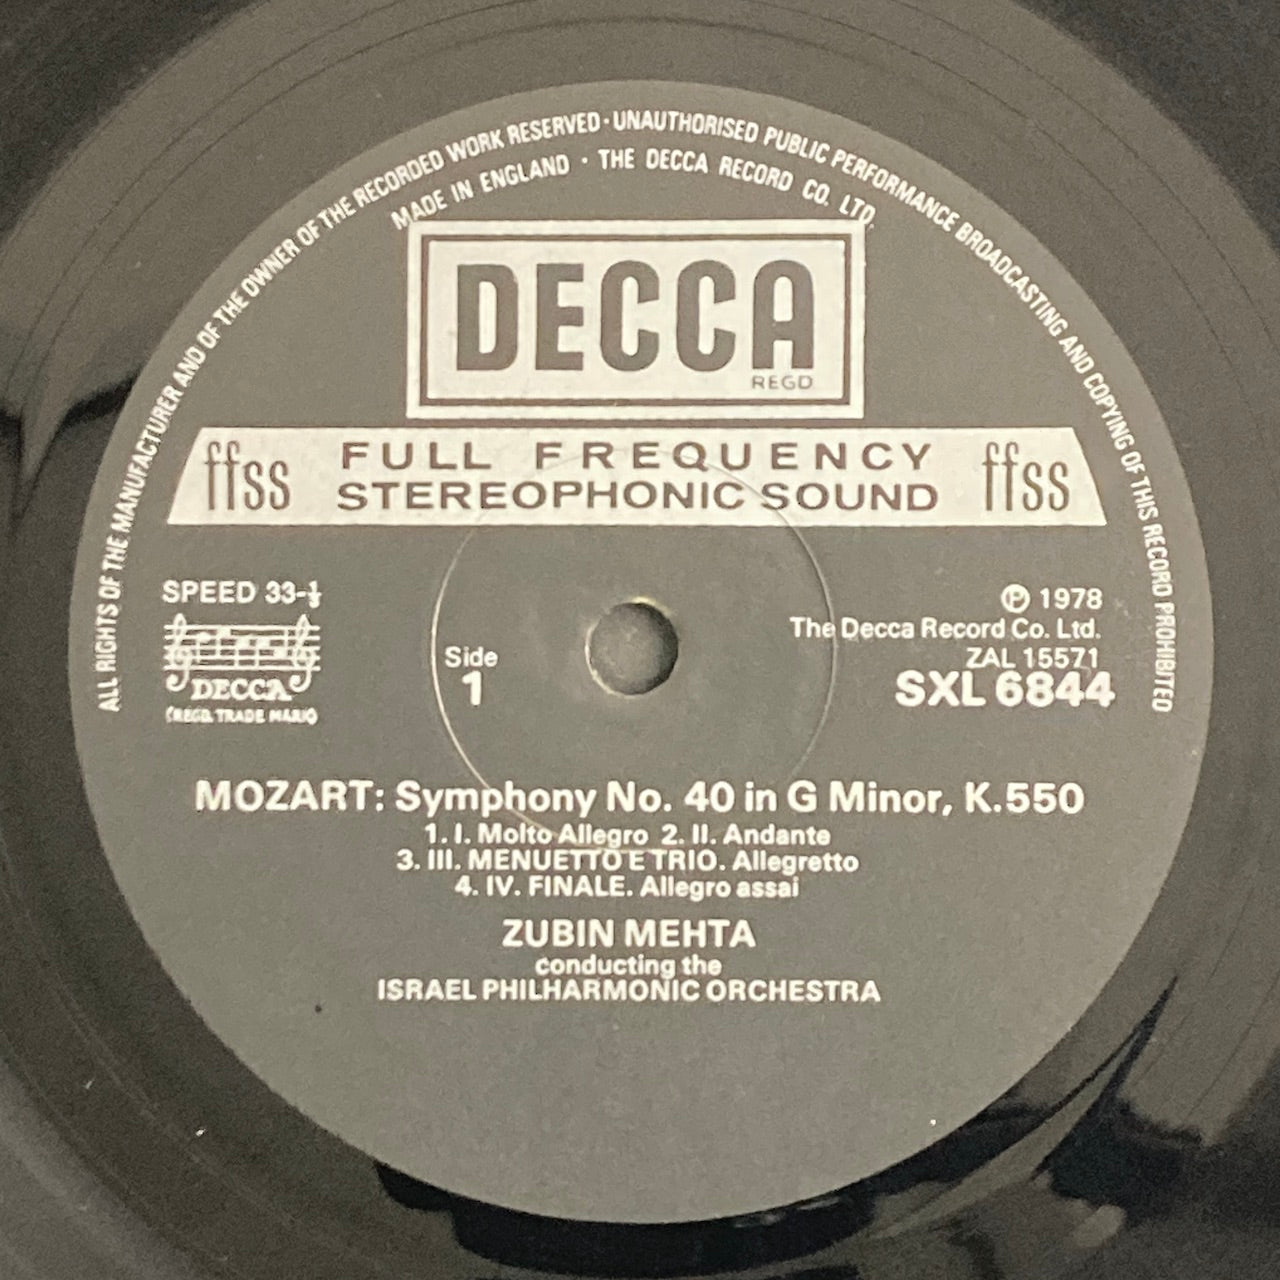 ALL RIGHTS OF THE MANUFACTURER AND OF THE OWNER OF THE RECORDED WORK RESERVED · UNAUTHORISED PUBLIC PERFORMANCE BROADCASTING AND COPYING OF THIS RECORD PROHIBITED
MADE IN ENGLAND · THE DECCA RECORD CO. LTD.
DECCA
REGD
ffss FULL FREQUENCY STEREOPHONIC SOUND ffss
SPEED 33-⅓
DECCA
(REGD. TRADE MARK)
Side
1
℗ 1978
The Decca Record Co. Ltd.
ZAL 15571
SXL 6844
MOZART: Symphony No. 40 in G Minor, K.550
1. I. Molto Allegro 2. II. Andante
3. III. MENUETTO E TRIO. Allegretto
4. IV. FINALE. Allegro assai
ZUBIN MEHTA
conducting the
ISRAEL PHILHARMONIC ORCHESTRA